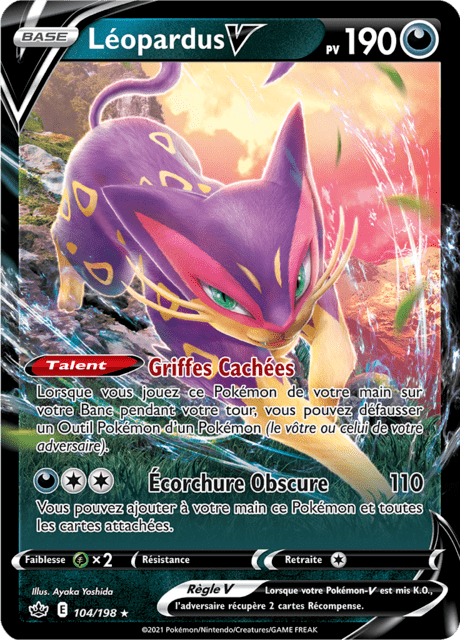 BASE Léopardus V PV 190
Talent Griffes Cachées
Lorsque vous jouez ce Pokémon de votre main sur
votre Banc pendant votre tour, vous pouvez défausser
un Outil Pokémon d'un Pokémon (le vôtre ou celui de votre
adversaire).
Écorchure Obscure 110
Vous pouvez ajouter à votre main ce Pokémon et toutes
les cartes attachées.
Faiblesse ×2 Résistance Retraite
Illus. Ayaka Yoshida
Règle V Lorsque votre Pokémon-V est mis K.O.,
l'adversaire récupère 2 cartes Récompense.
E 104/198 ★
©2021 Pokémon/Nintendo/Creatures/GAME FREAK